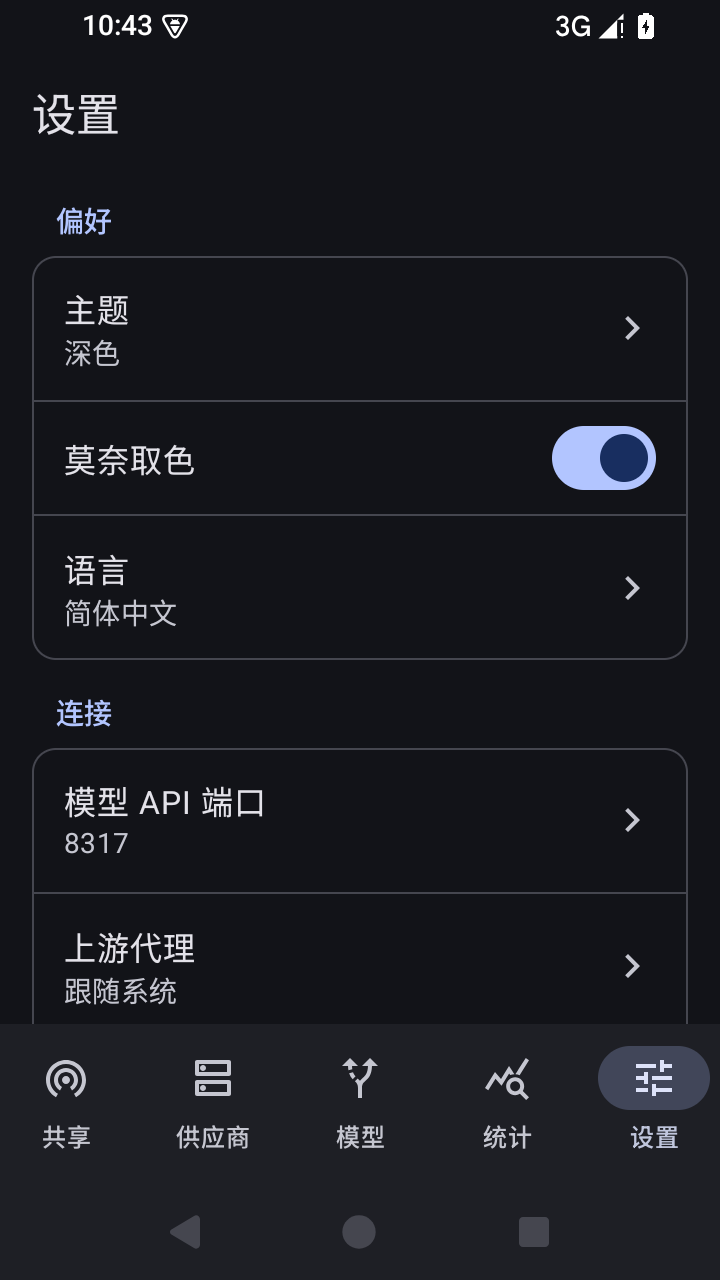 10:43
3G
设置
偏好
主题
深色
莫奈取色
语言
简体中文
连接
模型 API 端口
8317
上游代理
跟随系统
共享
供应商
模型
统计
设置